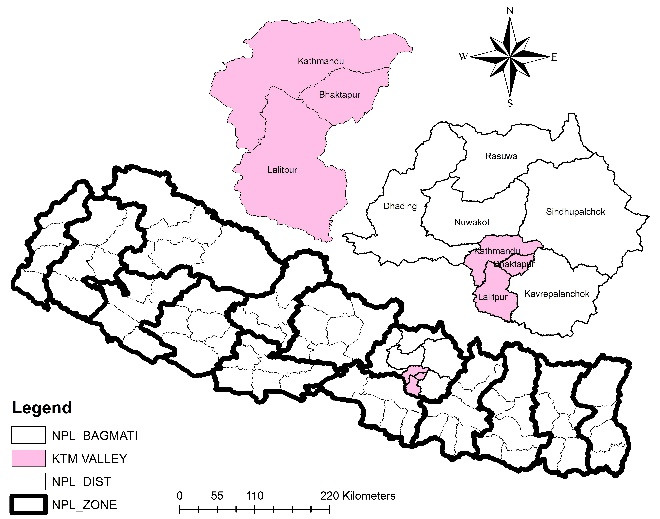 N
W E
S
Kathmandu
Bhaktapur
Lalitpur
Rasuwa
Dhading
Nuwakot
Sindhupalchok
Kathmandu
Bhaktapur
Lalitpur
Kavrepalanchok
Legend
NPL_BAGMATI
KTM VALLEY
NPL_DIST
NPL_ZONE
0 55 110 220 Kilometers